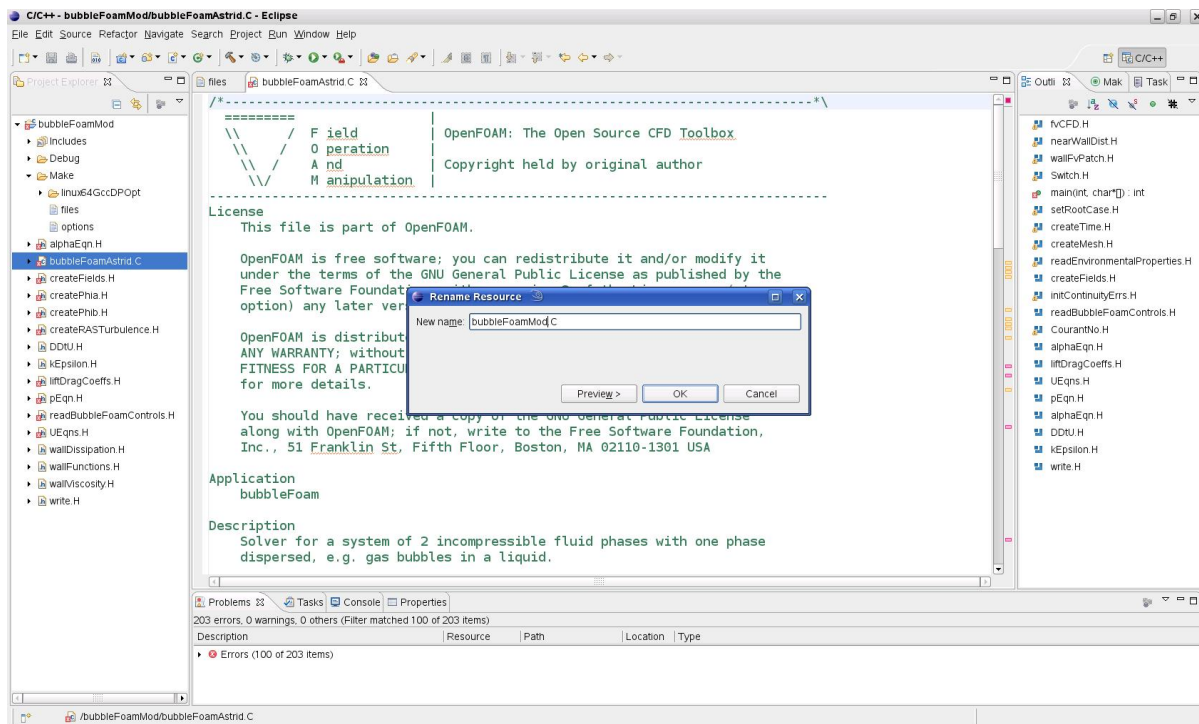 C/C++ - bubbleFoamMod/bubbleFoamAstrid.C - Eclipse
File Edit Source Refactor Navigate Search Project Run Window Help
C/C++
Project Explorer
files
bubbleFoamAstrid.C
Outli
Mak
Task
bubbleFoamMod
Includes
Debug
Make
linux64GccDPOpt
files
options
alphaEqn.H
bubbleFoamAstrid.C
createFields.H
createPhia.H
createPhib.H
createRASTurbulence.H
DDtU.H
kEpsilon.H
liftDragCoeffs.H
pEqn.H
readBubbleFoamControls.H
UEqns.H
wallDissipation.H
wallFunctions.H
wallViscosity.H
write.H
/*---------------------------------------------------------------------------*\
=========                 |
\\      /  F ield         | OpenFOAM: The Open Source CFD Toolbox
\\    /   O peration     |
\\  /    A nd           | Copyright held by original author
\\/     M anipulation  |
-------------------------------------------------------------------------------
License
This file is part of OpenFOAM.
OpenFOAM is free software; you can redistribute it and/or modify it
under the terms of the GNU General Public License as published by the
Free Software Foundat
option) any later ver
OpenFOAM is distribut
ANY WARRANTY; without
FITNESS FOR A PARTICU
for more details.
You should have received a copy of the GNU General Public License
along with OpenFOAM; if not, write to the Free Software Foundation,
Inc., 51 Franklin St, Fifth Floor, Boston, MA 02110-1301 USA
Application
bubbleFoam
Description
Solver for a system of 2 incompressible fluid phases with one phase
dispersed, e.g. gas bubbles in a liquid.
Rename Resource
New name: bubbleFoamMod.C
Preview >
OK
Cancel
fvCFD.H
nearWallDist.H
wallFvPatch.H
Switch.H
main(int, char*[]) : int
setRootCase.H
createTime.H
createMesh.H
readEnvironmentalProperties.H
createFields.H
initContinuityErrs.H
readBubbleFoamControls.H
CourantNo.H
alphaEqn.H
liftDragCoeffs.H
UEqns.H
pEqn.H
alphaEqn.H
DDtU.H
kEpsilon.H
write.H
Problems
Tasks
Console
Properties
203 errors, 0 warnings, 0 others (Filter matched 100 of 203 items)
Description Resource Path Location Type
Errors (100 of 203 items)
/bubbleFoamMod/bubbleFoamAstrid.C